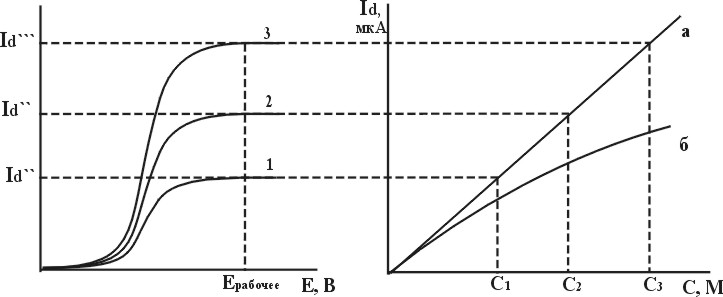 Id```
Id``
Id``
3
2
1
Eрабочее
E, В
Id,
мкА
а
б
C1
C2
C3
C, М